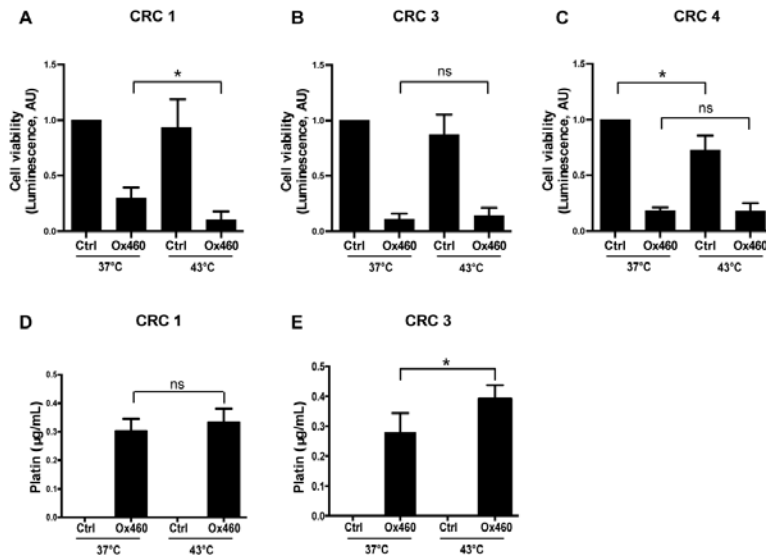 A CRC 1
Cell viability
(Luminescence, AU)
1.5
1.0
0.5
0.0
*
Ctrl Ox460 Ctrl Ox460
37°C 43°C
B CRC 3
Cell viability
(Luminescence, AU)
1.5
1.0
0.5
0.0
ns
Ctrl Ox460 Ctrl Ox460
37°C 43°C
C CRC 4
Cell viability
(Luminescence, AU)
1.5
1.0
0.5
0.0
*
ns
Ctrl Ox460 Ctrl Ox460
37°C 43°C
D CRC 1
Platin (µg/mL)
0.5
0.4
0.3
0.2
0.1
0.0
ns
Ctrl Ox460 Ctrl Ox460
37°C 43°C
E CRC 3
Platin (µg/mL)
0.5
0.4
0.3
0.2
0.1
0.0
*
Ctrl Ox460 Ctrl Ox460
37°C 43°C